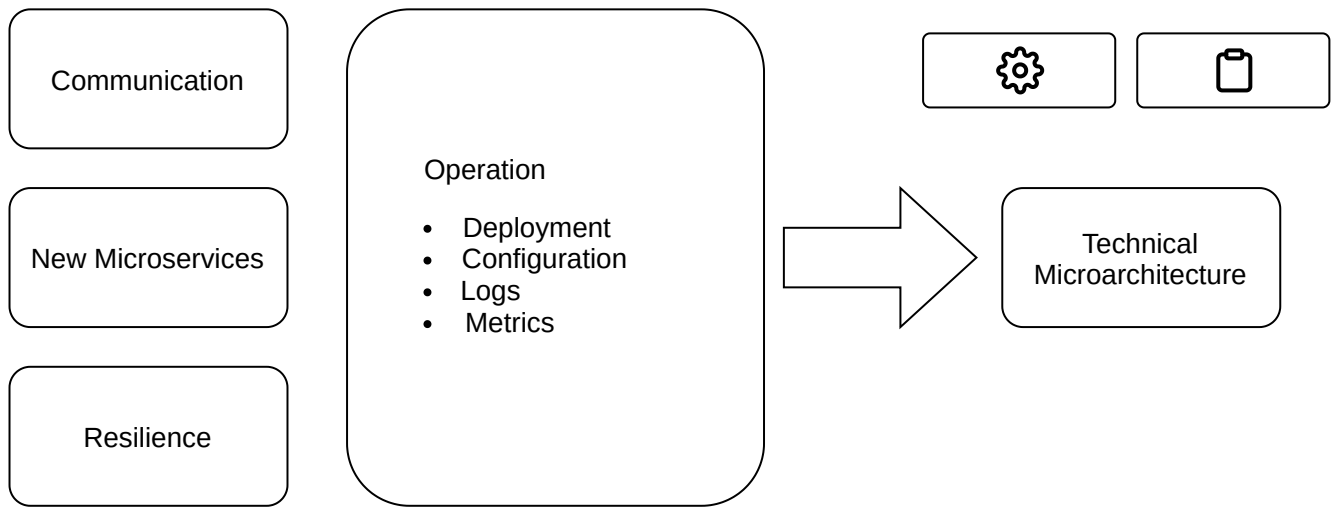 Communication
New Microservices
Resilience
Operation
• Deployment
• Configuration
• Logs
• Metrics
Technical
Microarchitecture